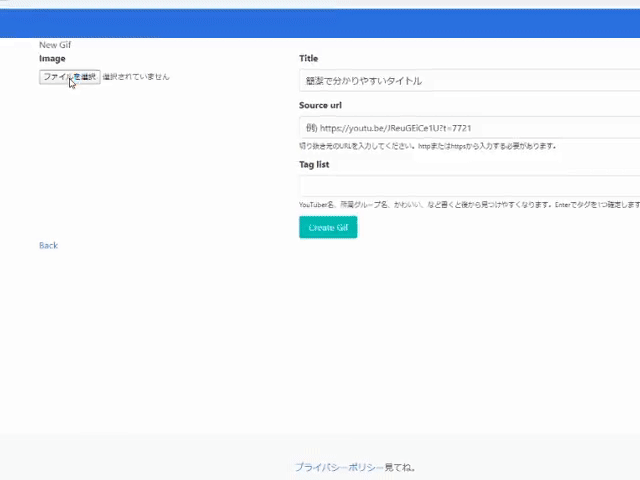 New Gif
Image
ファイルを選択 選択されていません
Title
簡潔で分かりやすいタイトル
Source url
例) https://youtu.be/JReuGEiCe1U?t=7721
切り抜き元のURLを入力してください。httpまたはhttpsから入力する必要があります。
Tag list
YouTuber名、所属グループ名、かわいい、など書くと後から見つけやすくなります。Enterでタグを1つ確定します
Create Gif
Back
プライバシーポリシー見てね。